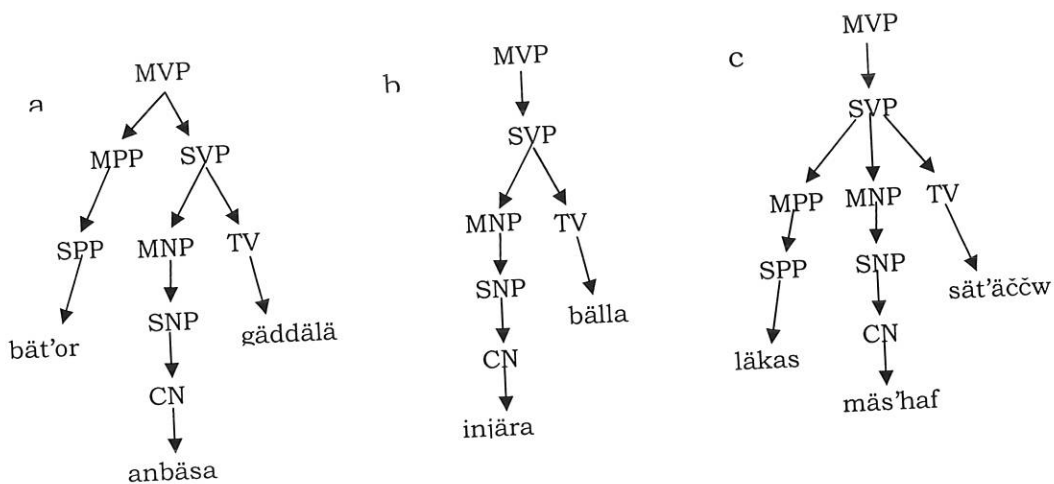 a
MVP
MPP SVP
SPP MNP TV
bät'or SNP gäddälä
CN
anbäsa
b
MVP
SVP
MNP TV
SNP bälla
CN
injära
c
MVP
SVP
MPP MNP TV
SPP SNP sät'äččw
läkas CN
mäs'haf